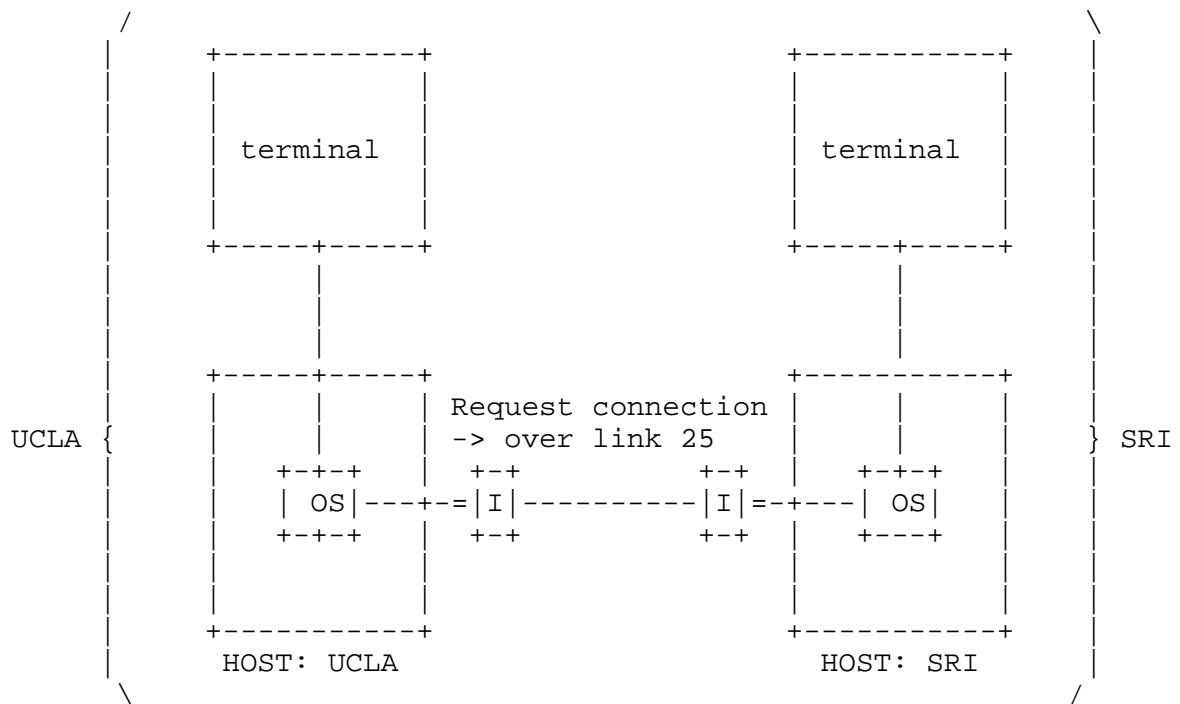 terminal terminal
Request connection
UCLA { -> over link 25 } SRI
OS I I OS
HOST: UCLA HOST: SRI